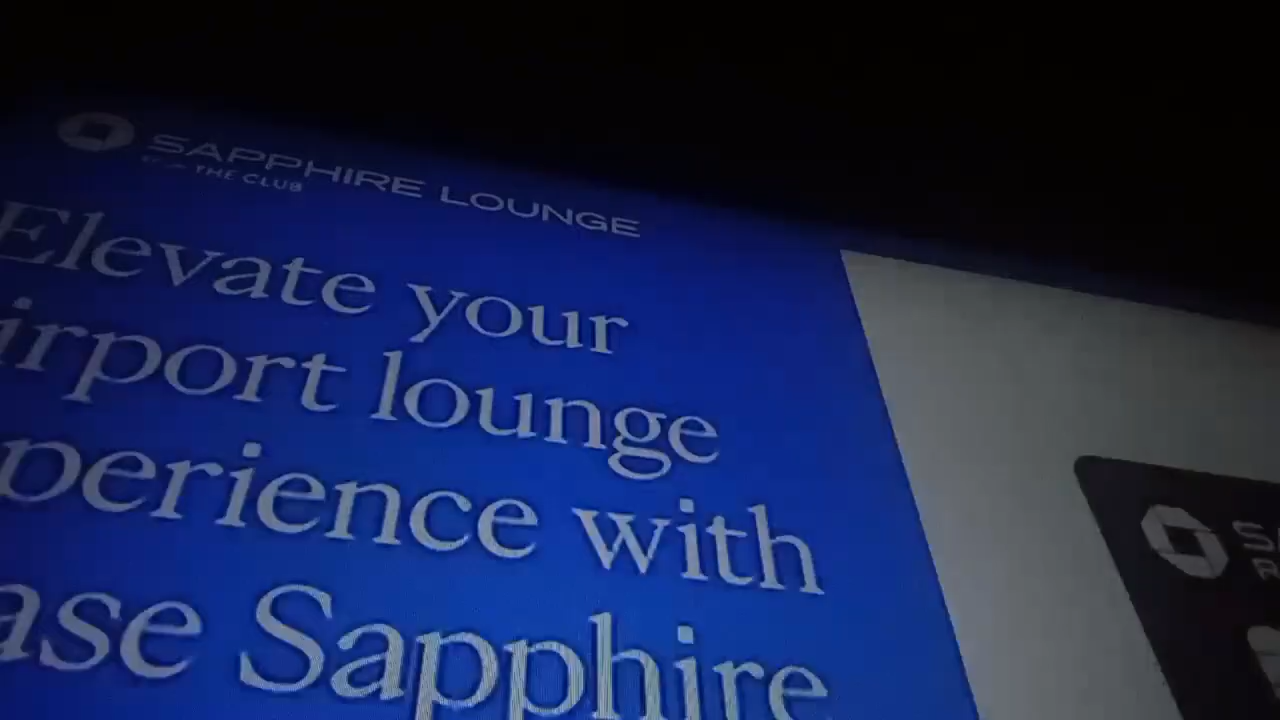 SAPPHIRE LOUNGE
THE CLUB
Elevate your
irport lounge
perience with
ase Sapphire